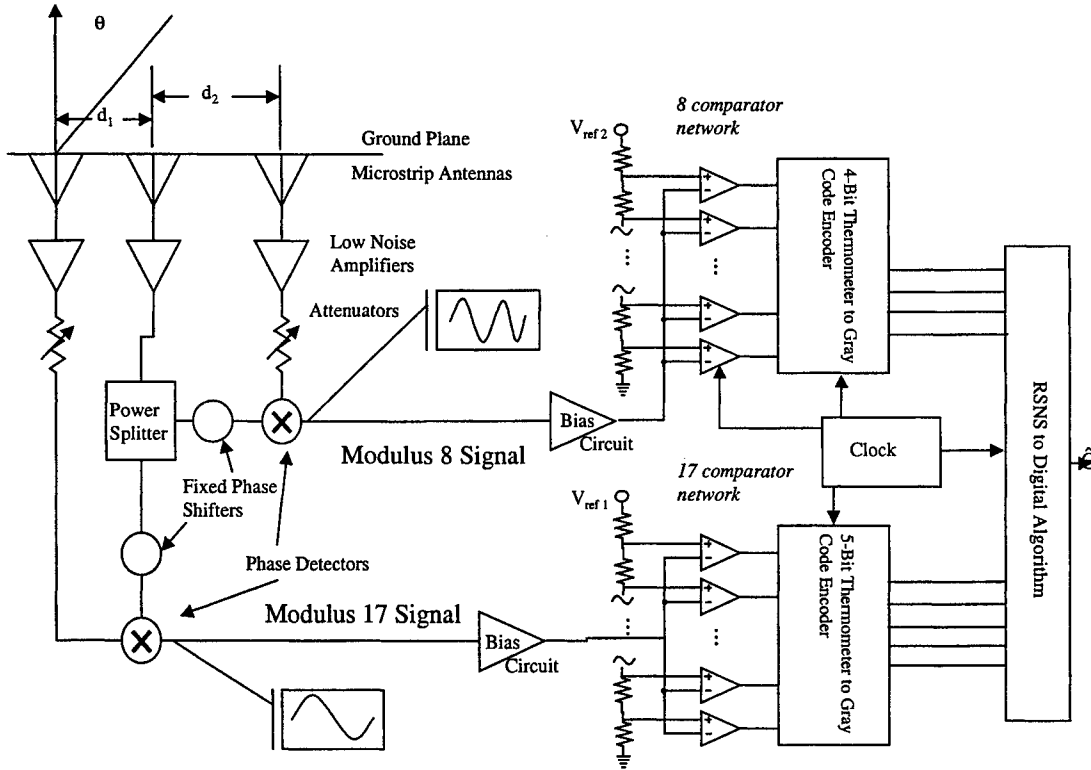 θ
d1
d2
Ground Plane
Microstrip Antennas
Low Noise
Amplifiers
Attenuators
Power
Splitter
Fixed Phase
Shifters
Phase Detectors
Modulus 8 Signal
Modulus 17 Signal
Bias
Circuit
Bias
Circuit
8 comparator
network
Vref 2
+
−
+
−
...
...
+
−
+
−
4-Bit Thermometer to Gray
Code Encoder
Clock
17 comparator
network
Vref 1
+
−
+
−
...
...
+
−
+
−
5-Bit Thermometer to Gray
Code Encoder
RSNS to Digital Algorithm